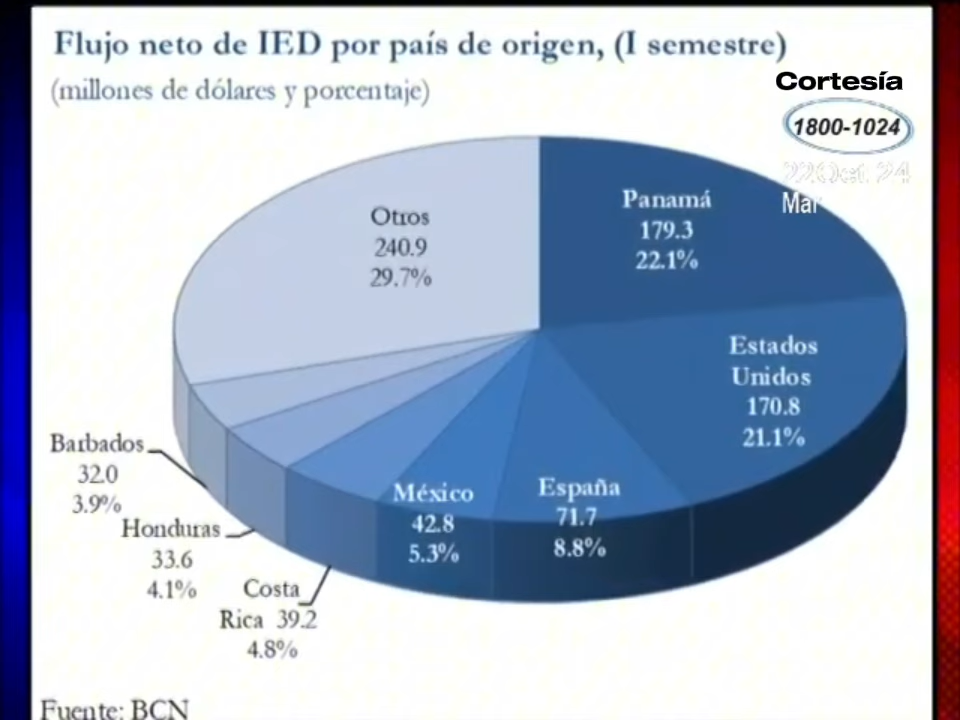 Flujo neto de IED por país de origen, (I semestre)
(millones de dólares y porcentaje)
Cortesía
1800-1024
22Oct 24
Mar
Panamá
179.3
22.1%
Otros
240.9
29.7%
Estados
Unidos
170.8
21.1%
España
71.7
8.8%
México
42.8
5.3%
Barbados
32.0
3.9%
Honduras
33.6
4.1%
Costa
Rica 39.2
4.8%
Fuente: BCN